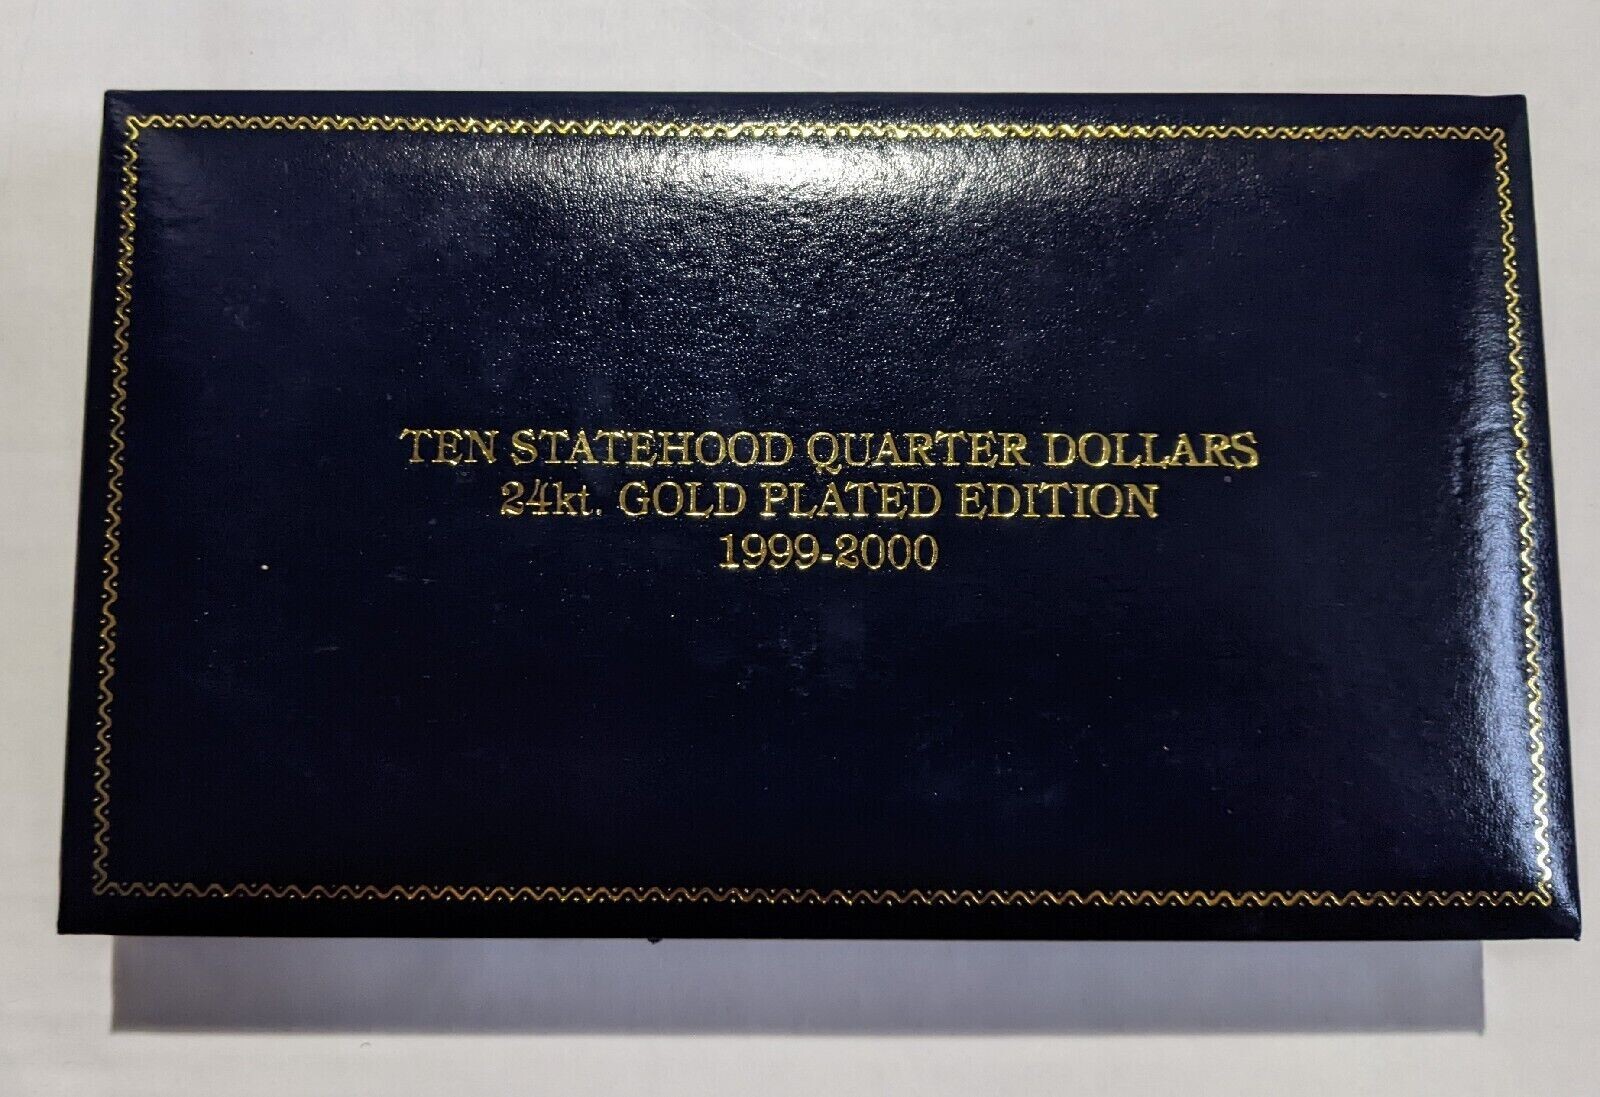 TEN STATEHOOD QUARTER DOLLARS
24kt. GOLD PLATED EDITION
1999-2000